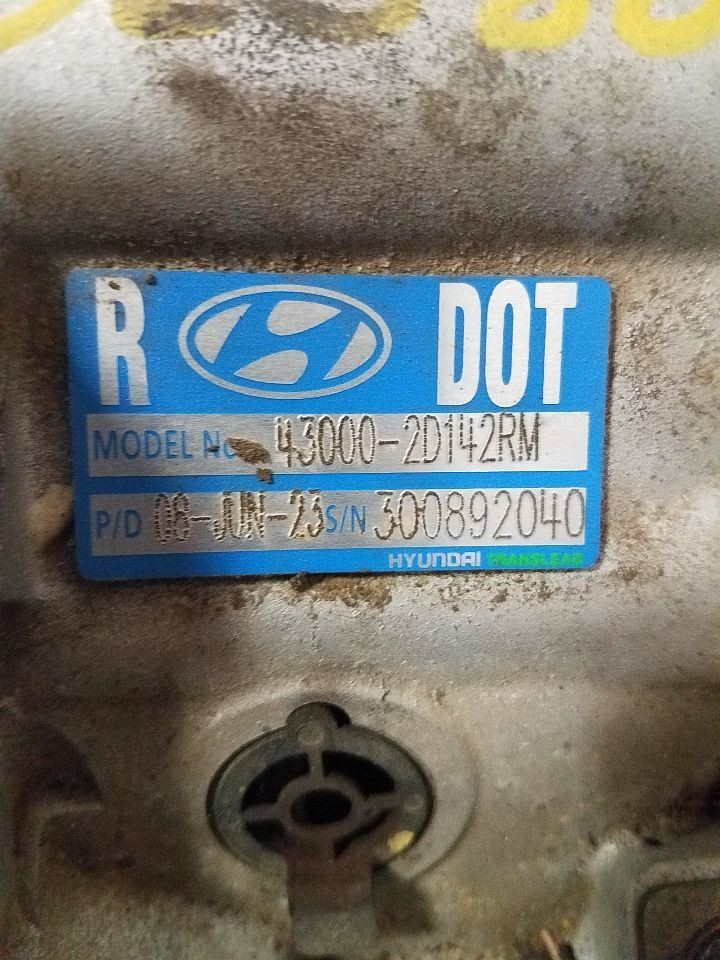 R DOT
MODEL No. 43000-2D142RM
P/D 08-JUN-23 S/N 300892040
HYUNDAI TRANSLEAD